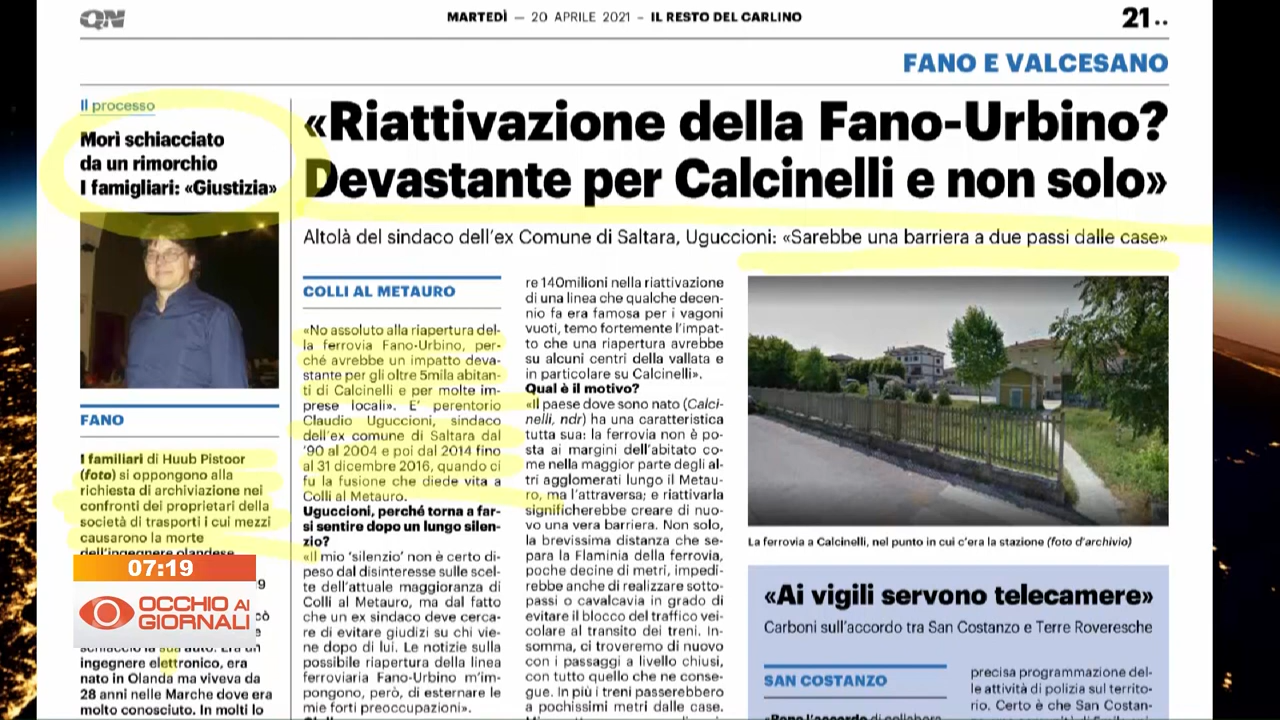 QN
MARTEDÌ — 20 APRILE 2021 – IL RESTO DEL CARLINO
21..
FANO E VALCESANO
Il processo
Morì schiacciato
da un rimorchio
I famigliari: «Giustizia»
FANO
I familiari di Huub Pistoor
(foto) si oppongono alla
richiesta di archiviazione nei
confronti dei proprietari della
società di trasporti i cui mezzi
causarono la morte
dell'ingegnere olandese
07:19
OCCHIO AI
GIORNALI
schiacciò la sua auto. Era un
ingegnere elettronico, era
nato in Olanda ma viveva da
28 anni nelle Marche dove era
molto conosciuto. In molti lo
«Riattivazione della Fano-Urbino?
Devastante per Calcinelli e non solo»
Altolà del sindaco dell'ex Comune di Saltara, Uguccioni: «Sarebbe una barriera a due passi dalle case»
COLLI AL METAURO
«No assoluto alla riapertura del-
la ferrovia Fano-Urbino, per-
ché avrebbe un impatto deva-
stante per gli oltre 5mila abitan-
ti di Calcinelli e per molte im-
prese locali». E' perentorio
Claudio Uguccioni, sindaco
dell'ex comune di Saltara dal
'90 al 2004 e poi dal 2014 fino
al 31 dicembre 2016, quando ci
fu la fusione che diede vita a
Colli al Metauro.
Uguccioni, perché torna a far-
si sentire dopo un lungo silen-
zio?
«Il mio 'silenzio' non è certo di-
peso dal disinteresse sulle scel-
te dell'attuale maggioranza di
Colli al Metauro, ma dal fatto
che un ex sindaco deve cerca-
re di evitare giudizi su chi vie-
ne dopo di lui. Le notizie sulla
possibile riapertura della linea
ferroviaria Fano-Urbino m'im-
pongono, però, di esternare le
mie forti preoccupazioni».
re 140milioni nella riattivazione
di una linea che qualche decen-
nio fa era famosa per i vagoni
vuoti, temo fortemente l'impat-
to che una riapertura avrebbe
su alcuni centri della vallata e
in particolare su Calcinelli».
Qual è il motivo?
«Il paese dove sono nato (Calci-
nelli, ndr) ha una caratteristica
tutta sua: la ferrovia non è po-
sta ai margini dell'abitato co-
me nella maggior parte degli al-
tri agglomerati lungo il Metau-
ro, ma l'attraversa; e riattivarla
significherebbe creare di nuo-
vo una vera barriera. Non solo,
la brevissima distanza che se-
para la Flaminia della ferrovia,
poche decine di metri, impedi-
rebbe anche di realizzare sotto-
passi o cavalcavia in grado di
evitare il blocco del traffico vei-
colare al transito dei treni. In-
somma, ci troveremo di nuovo
con i passaggi a livello chiusi,
con tutto quello che ne conse-
gue. In più i treni passerebbero
a pochissimi metri dalle case.
La ferrovia a Calcinelli, nel punto in cui c'era la stazione (foto d'archivio)
«Ai vigili servono telecamere»
Carboni sull'accordo tra San Costanzo e Terre Roveresche
SAN COSTANZO
precisa programmazione del-
le attività di polizia sul territo-
rio. Certo è che San Costan-